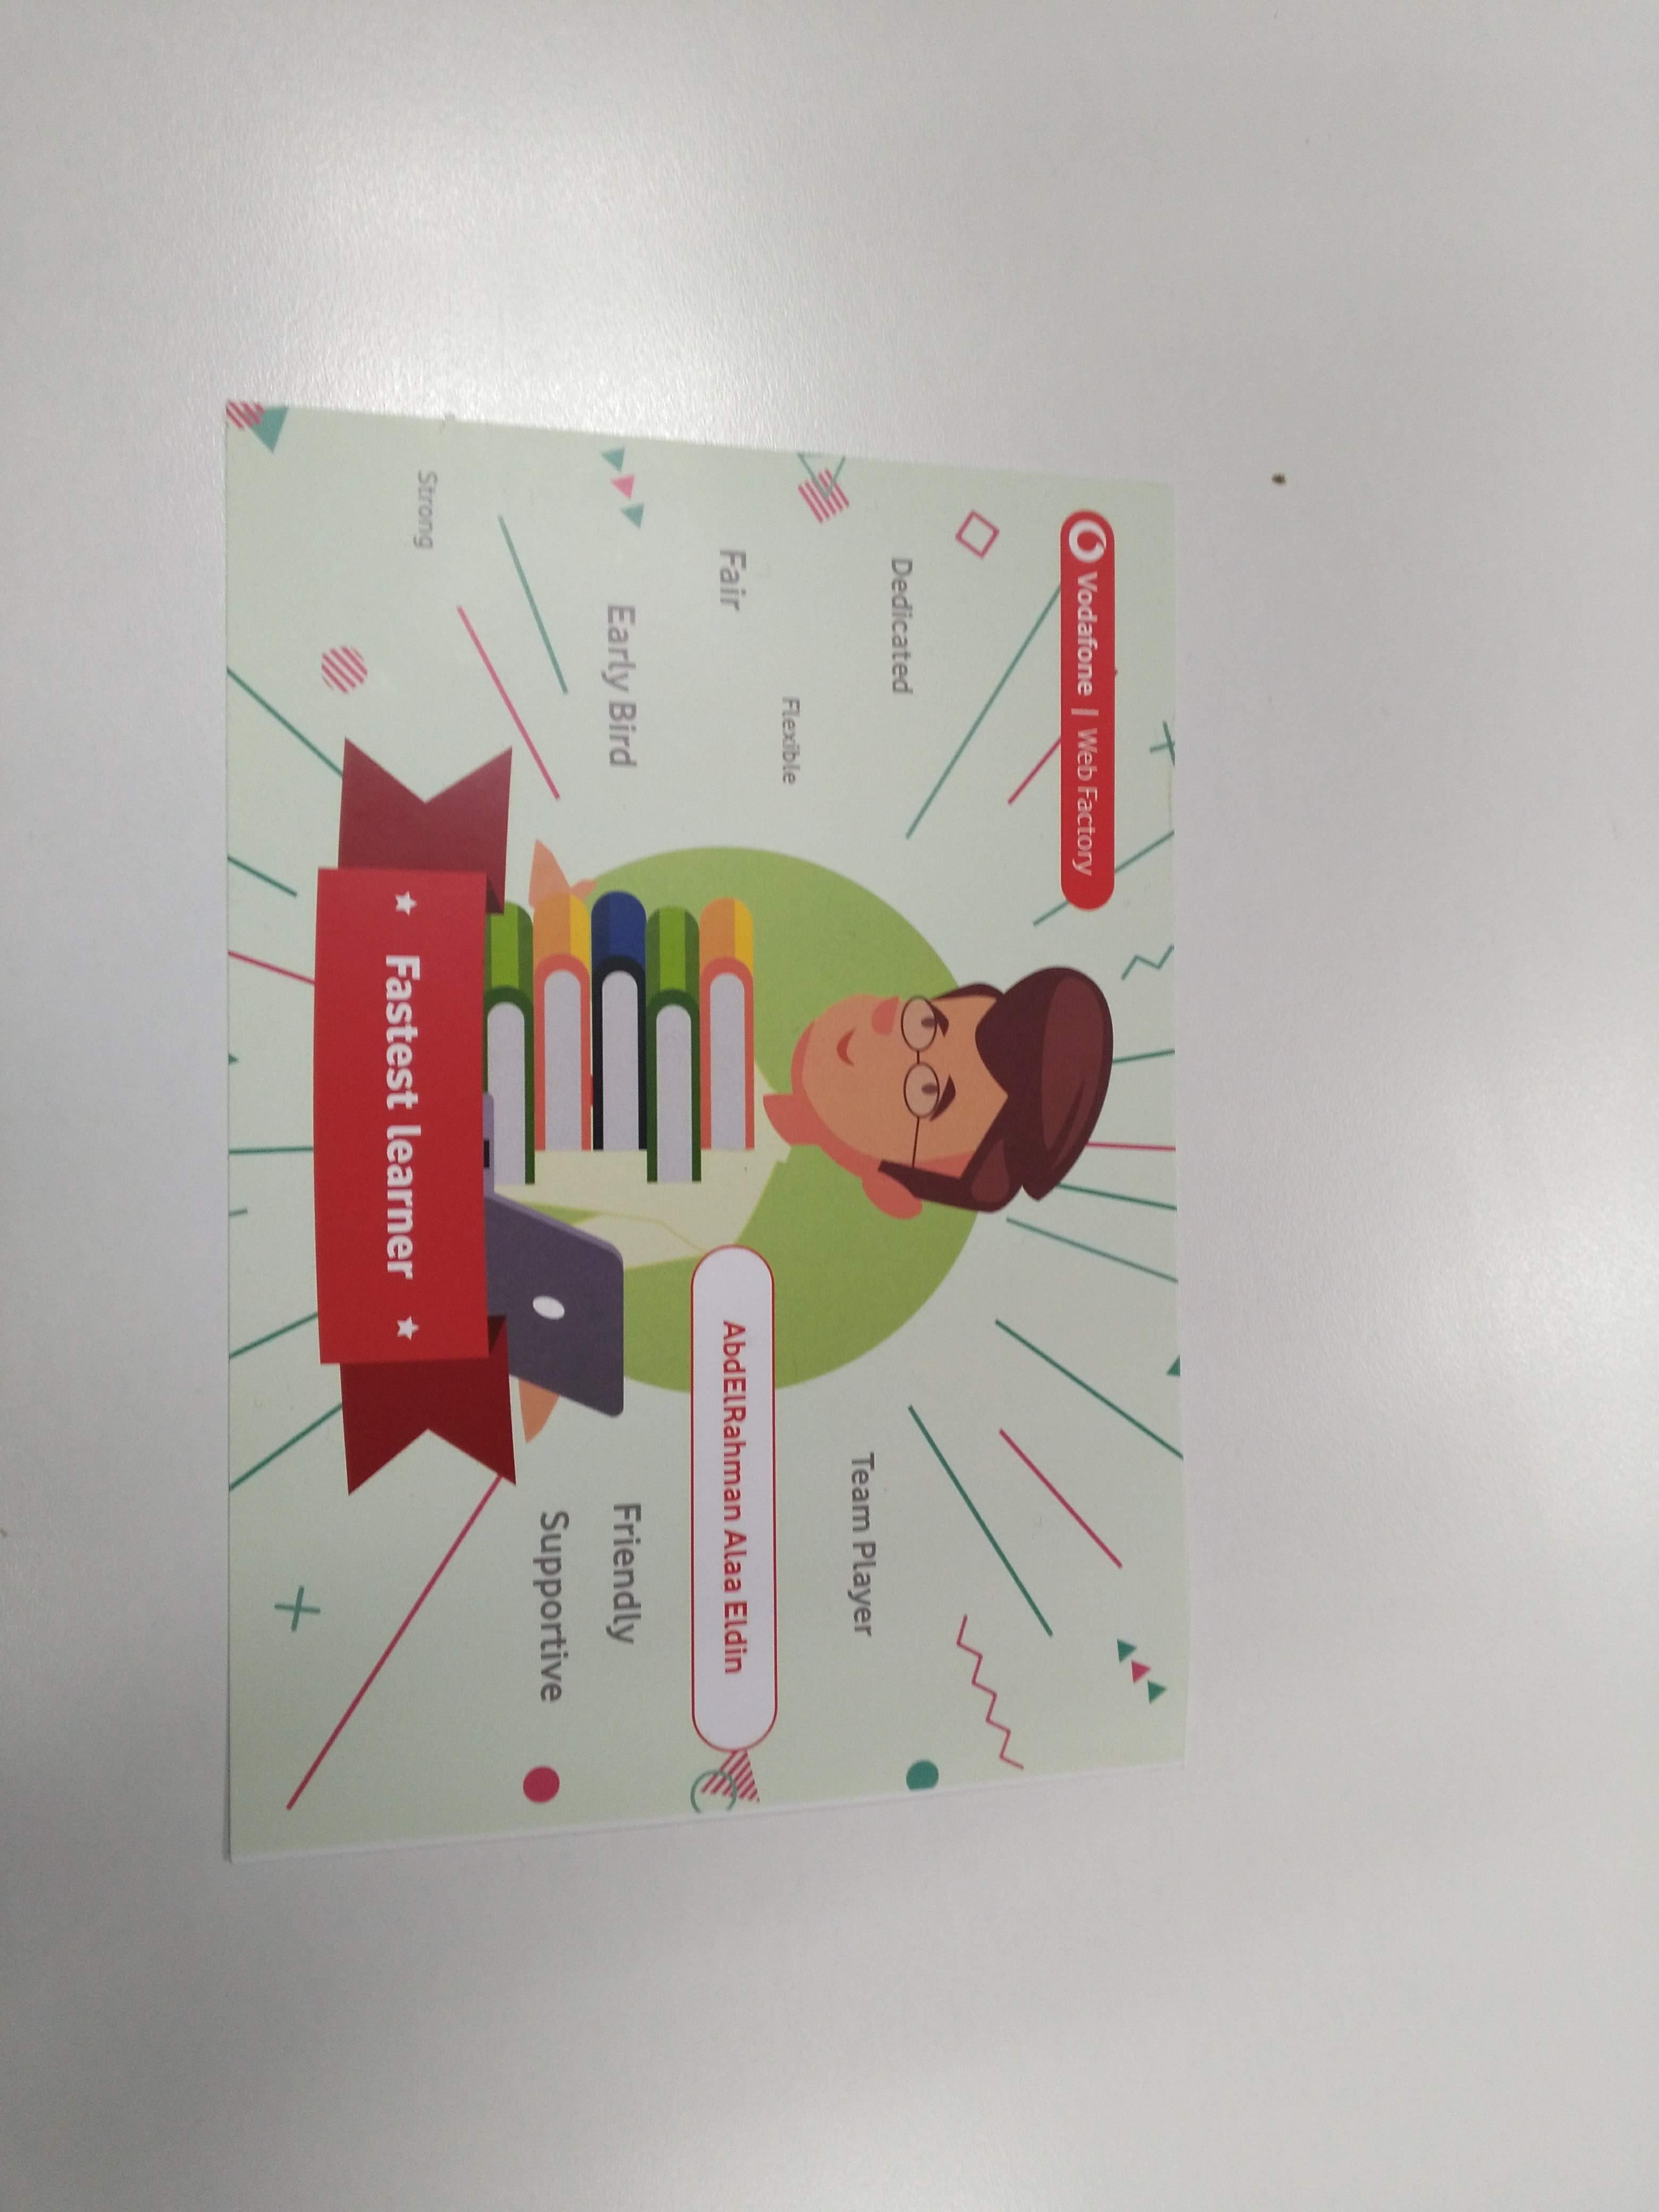 Vodafone | Web Factory
Dedicated
Team Player
Flexible
Fair
AbdElRahman Alaa Eldin
Early Bird
Friendly
Supportive
Strong
Fastest learner